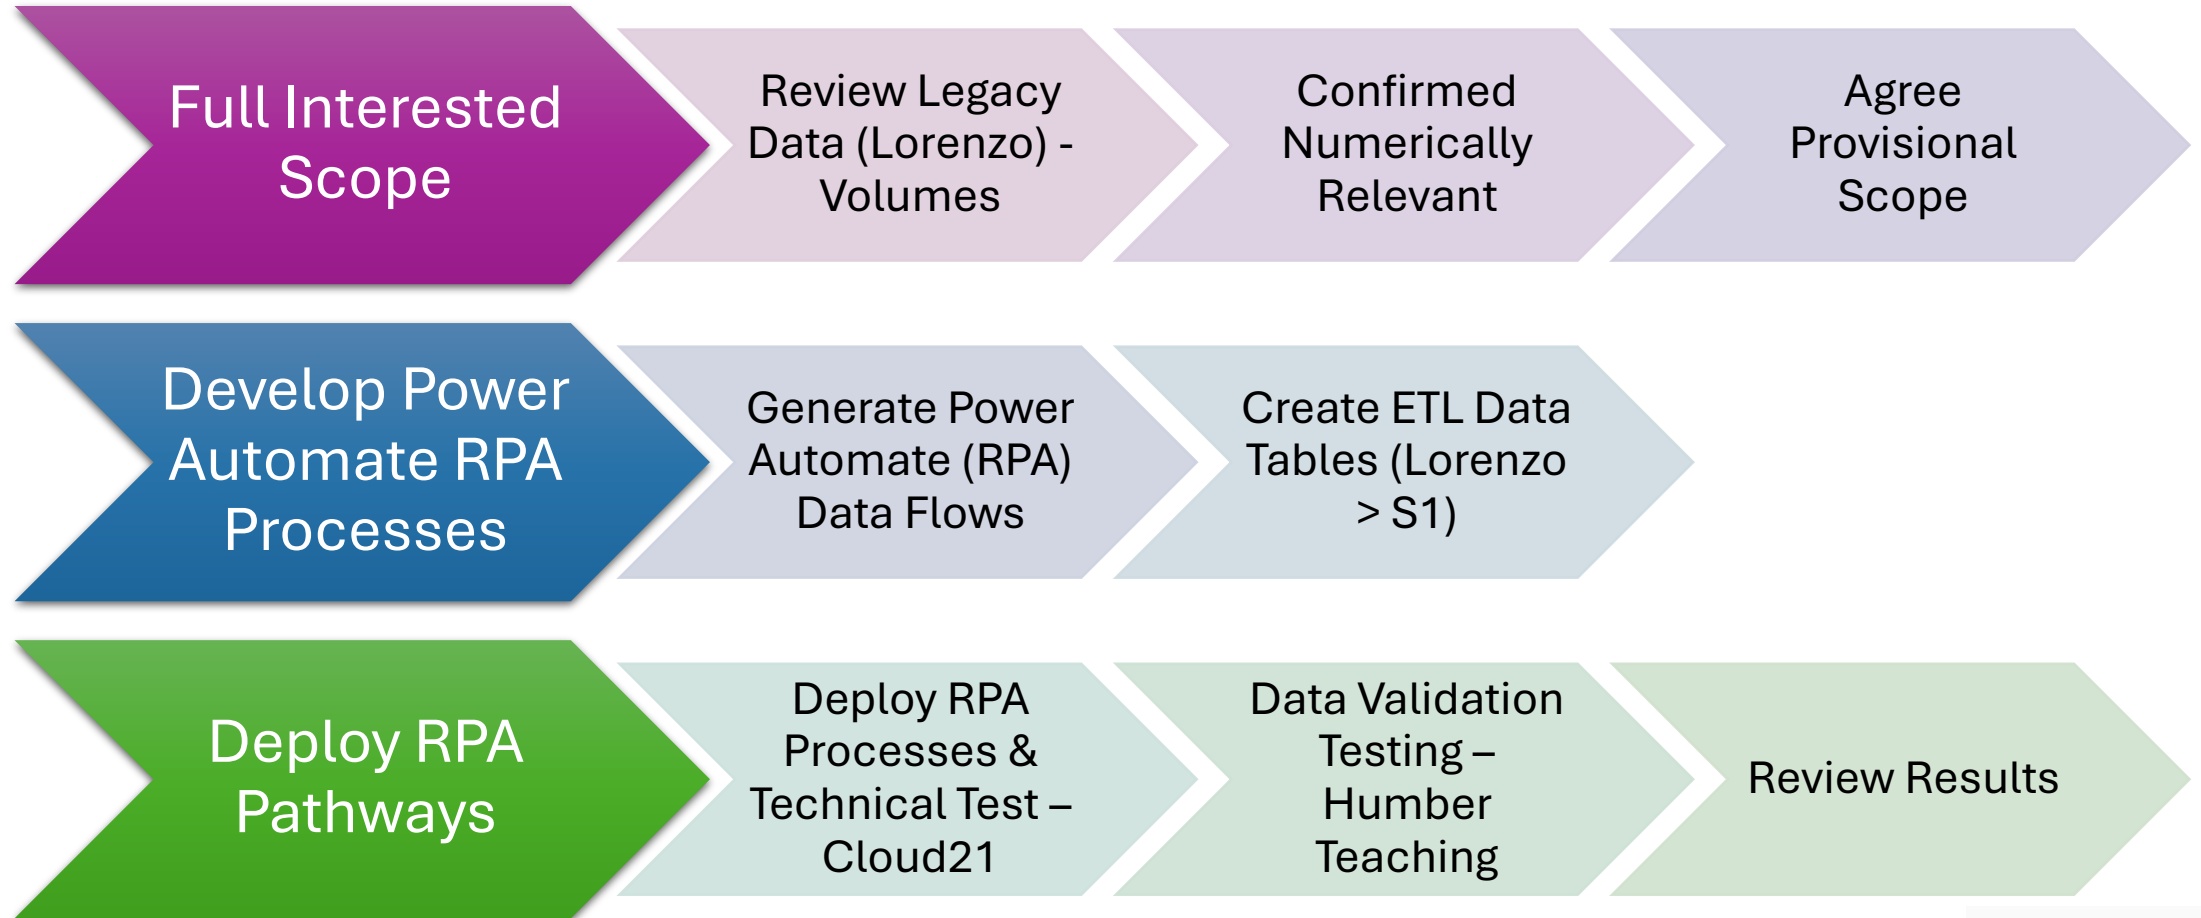 Full Interested
Scope
Review Legacy
Data (Lorenzo) -
Volumes
Confirmed
Numerically
Relevant
Agree
Provisional
Scope
Develop Power
Automate RPA
Processes
Generate Power
Automate (RPA)
Data Flows
Create ETL Data
Tables (Lorenzo
> S1)
Deploy RPA
Pathways
Deploy RPA
Processes &
Technical Test –
Cloud21
Data Validation
Testing –
Humber
Teaching
Review Results